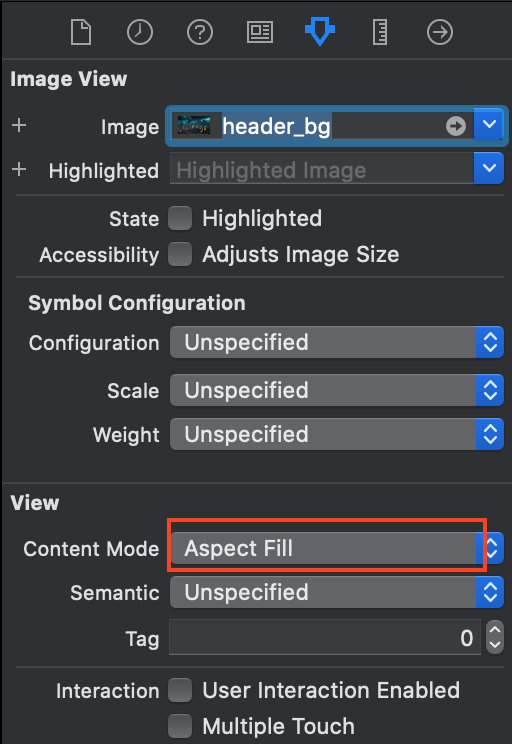 Image View
Image header_bg
Highlighted Highlighted Image
State Highlighted
Accessibility Adjusts Image Size
Symbol Configuration
Configuration Unspecified
Scale Unspecified
Weight Unspecified
View
Content Mode Aspect Fill
Semantic Unspecified
Tag 0
Interaction User Interaction Enabled
Multiple Touch